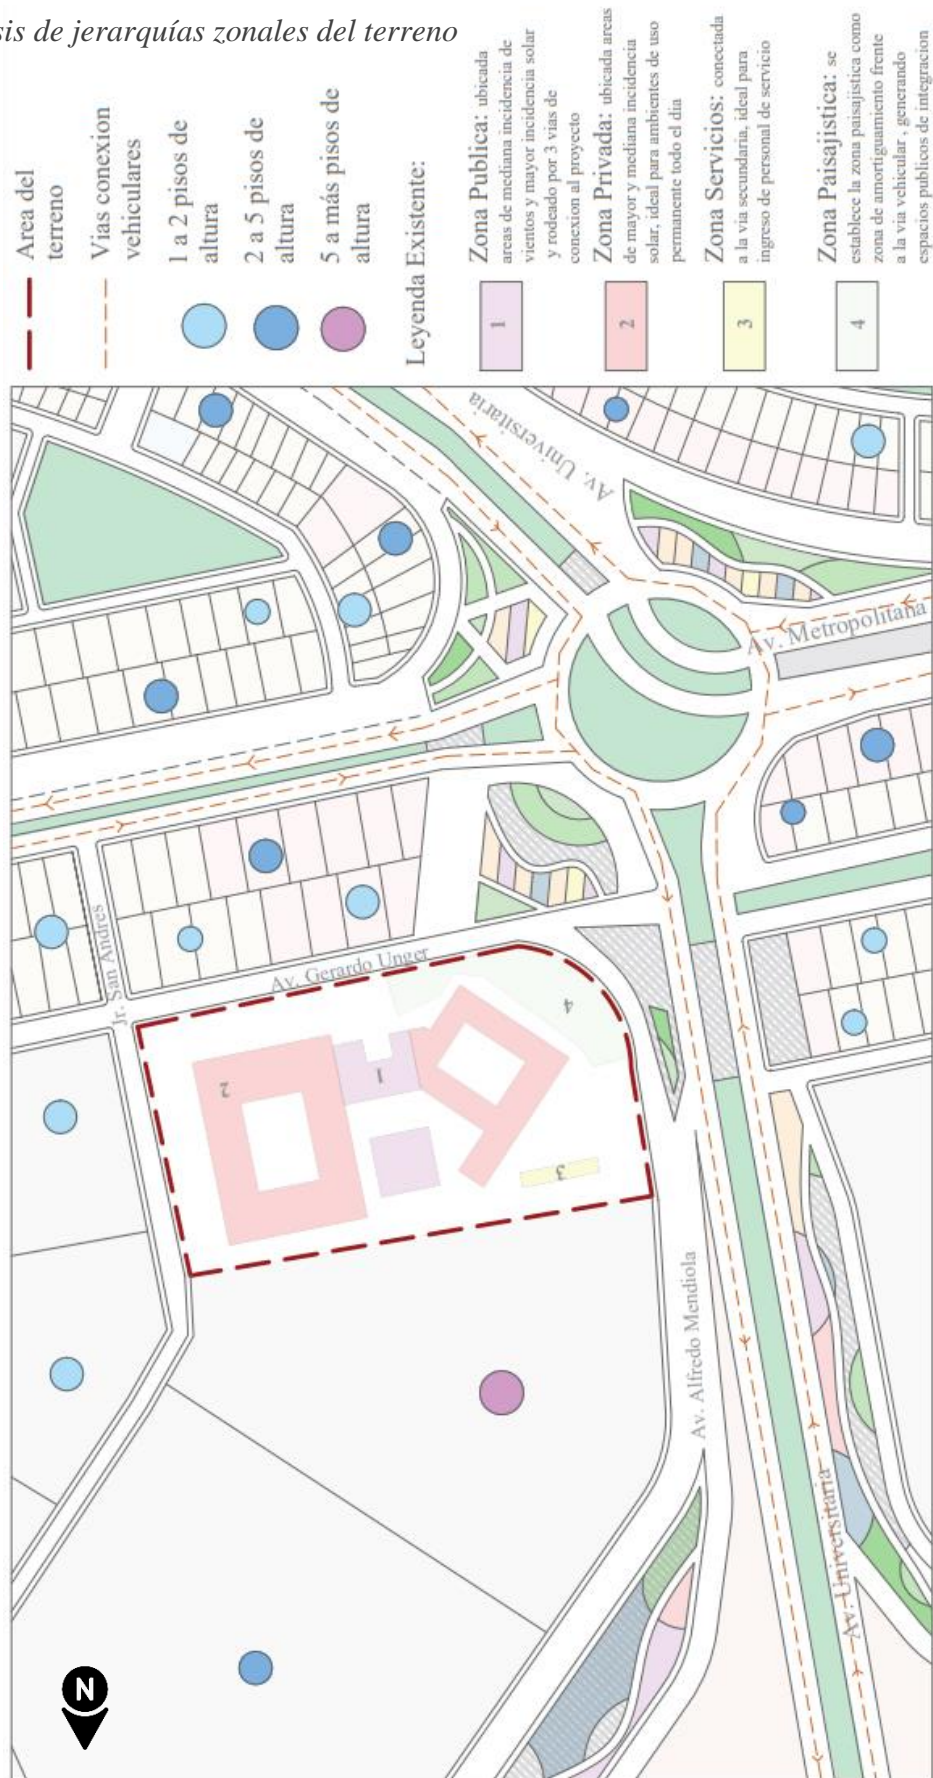 sis de jerarquías zonales del terreno
Area del
terreno
Vias conexion
vehiculares
1 a 2 pisos de
altura
2 a 5 pisos de
altura
5 a más pisos de
altura
Leyenda Existente:
1
Zona Publica: ubicada
areas de mediana incidencia de
vientos y mayor incidencia solar
y rodeado por 3 vias de
conexion al proyecto
2
Zona Privada: ubicada areas
de mayor y mediana incidencia
solar, ideal para ambientes de uso
permanente todo el dia
3
Zona Servicios: conectada
a la via secundaria, ideal para
ingreso de personal de servicio
4
Zona Paisajistica: se
establece la zona paisajistica como
zona de amortiguamiento frente
a la via vehicular , generando
espacios publicos de integracion
Av. Universitaria
Av. Metropolitana
Jr. San Andres
Av. Gerardo Unger
4
2
1
3
Av. Alfredo Mendiola
Av. Universitaria
N